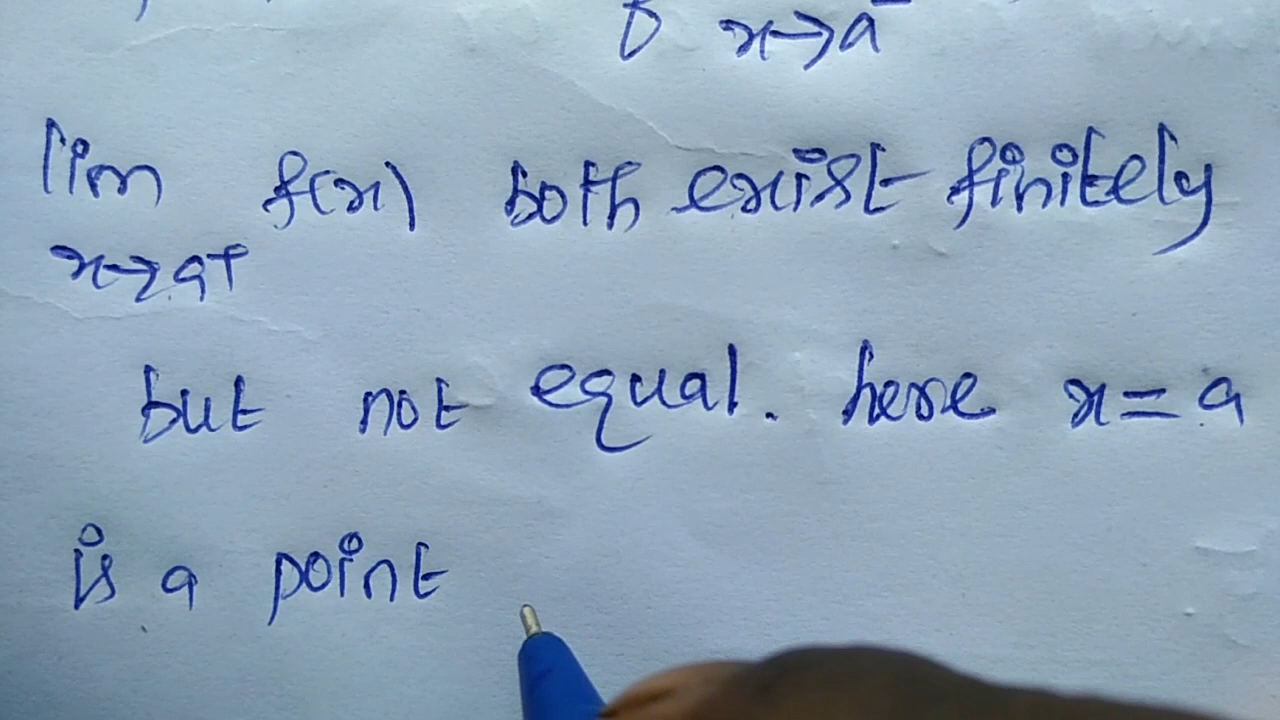 x→a⁻
lim f(x) both exist finitely
x→a+
but not equal. here x = a
is a point